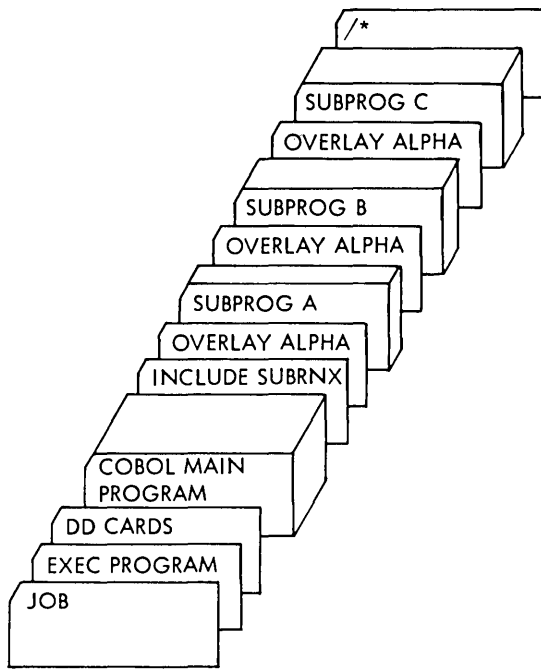 /*
SUBPROG C
OVERLAY ALPHA
SUBPROG B
OVERLAY ALPHA
SUBPROG A
OVERLAY ALPHA
INCLUDE SUBRNX
COBOL MAIN
PROGRAM
DD CARDS
EXEC PROGRAM
JOB